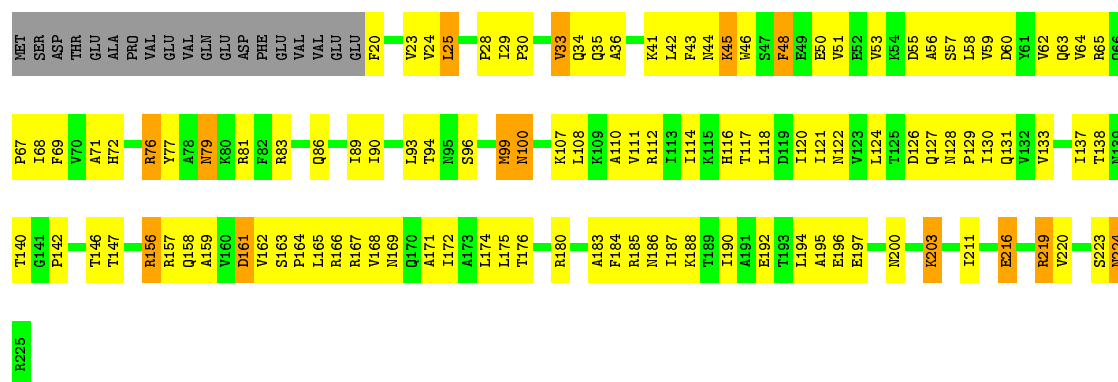 MET SER ASP THR GLU ALA PRO VAL GLU VAL GLN GLU ASP PHE GLU VAL VAL GLU GLU F20 V23 V24 L25 P28 I29 P30 V33 Q34 Q35 A36 K41 L42 F43 N44 K45 W46 S47 F48 E49 E50 V51 E52 V53 K54 D55 A56 S57 L58 V59 D60 Y61 V62 Q63 V64 R65 Q66
P67 I68 F69 V70 A71 H72 R76 Y77 A78 N79 K80 R81 F82 R83 Q86 I89 I90 L93 T94 N95 S96 M99 N100 K107 L108 K109 A110 V111 R112 I113 I114 K115 H116 T117 L118 D119 I120 I121 N122 V123 L124 T125 D126 Q127 N128 P129 I130 Q131 V132 V133 I137 T138 N139
T140 G141 P142 T146 T147 R156 R157 Q158 A159 V160 D161 V162 S163 P164 L165 R166 R167 V168 N169 Q170 A171 I172 A173 L174 L175 T176 R180 A183 F184 R185 N186 I187 K188 T189 I190 A191 E192 T193 L194 A195 E196 E197 N200 K203 I211 E216 R219 V220 S223 N224
R225